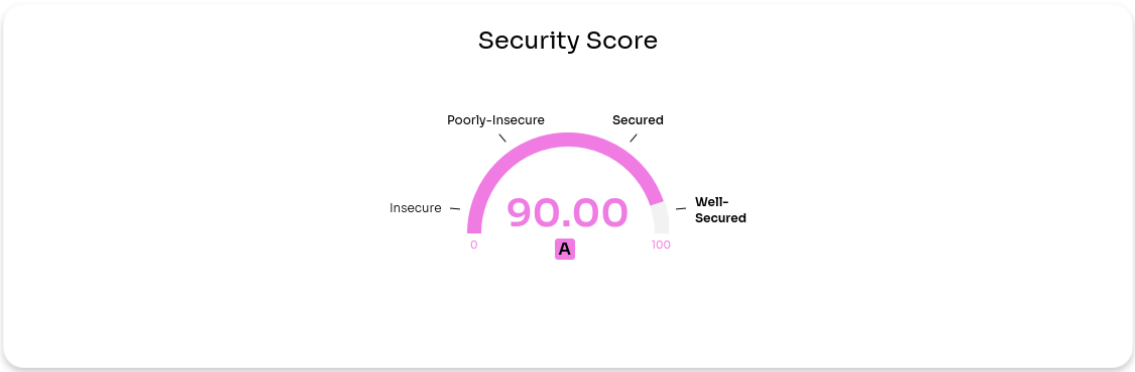 Security Score
Poorly-Insecure
Secured
Insecure
Well-
Secured
90.00
0
100
A